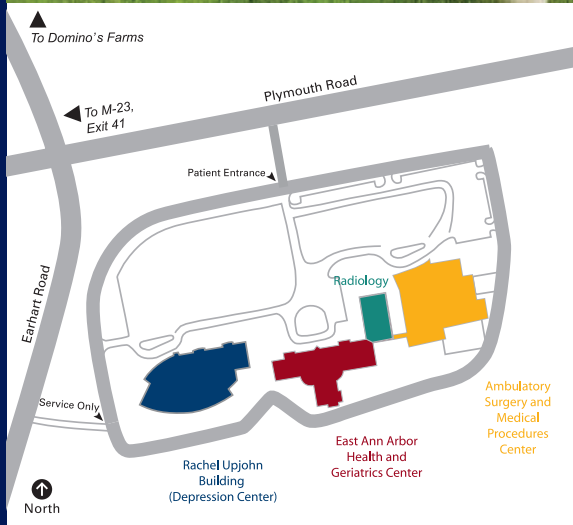 To Domino's Farms
To M-23,
Exit 41
Plymouth Road
Patient Entrance
Earhart Road
Radiology
Service Only
Ambulatory
Surgery and
Medical
Procedures
Center
East Ann Arbor
Health and
Geriatrics Center
Rachel Upjohn
Building
(Depression Center)
North